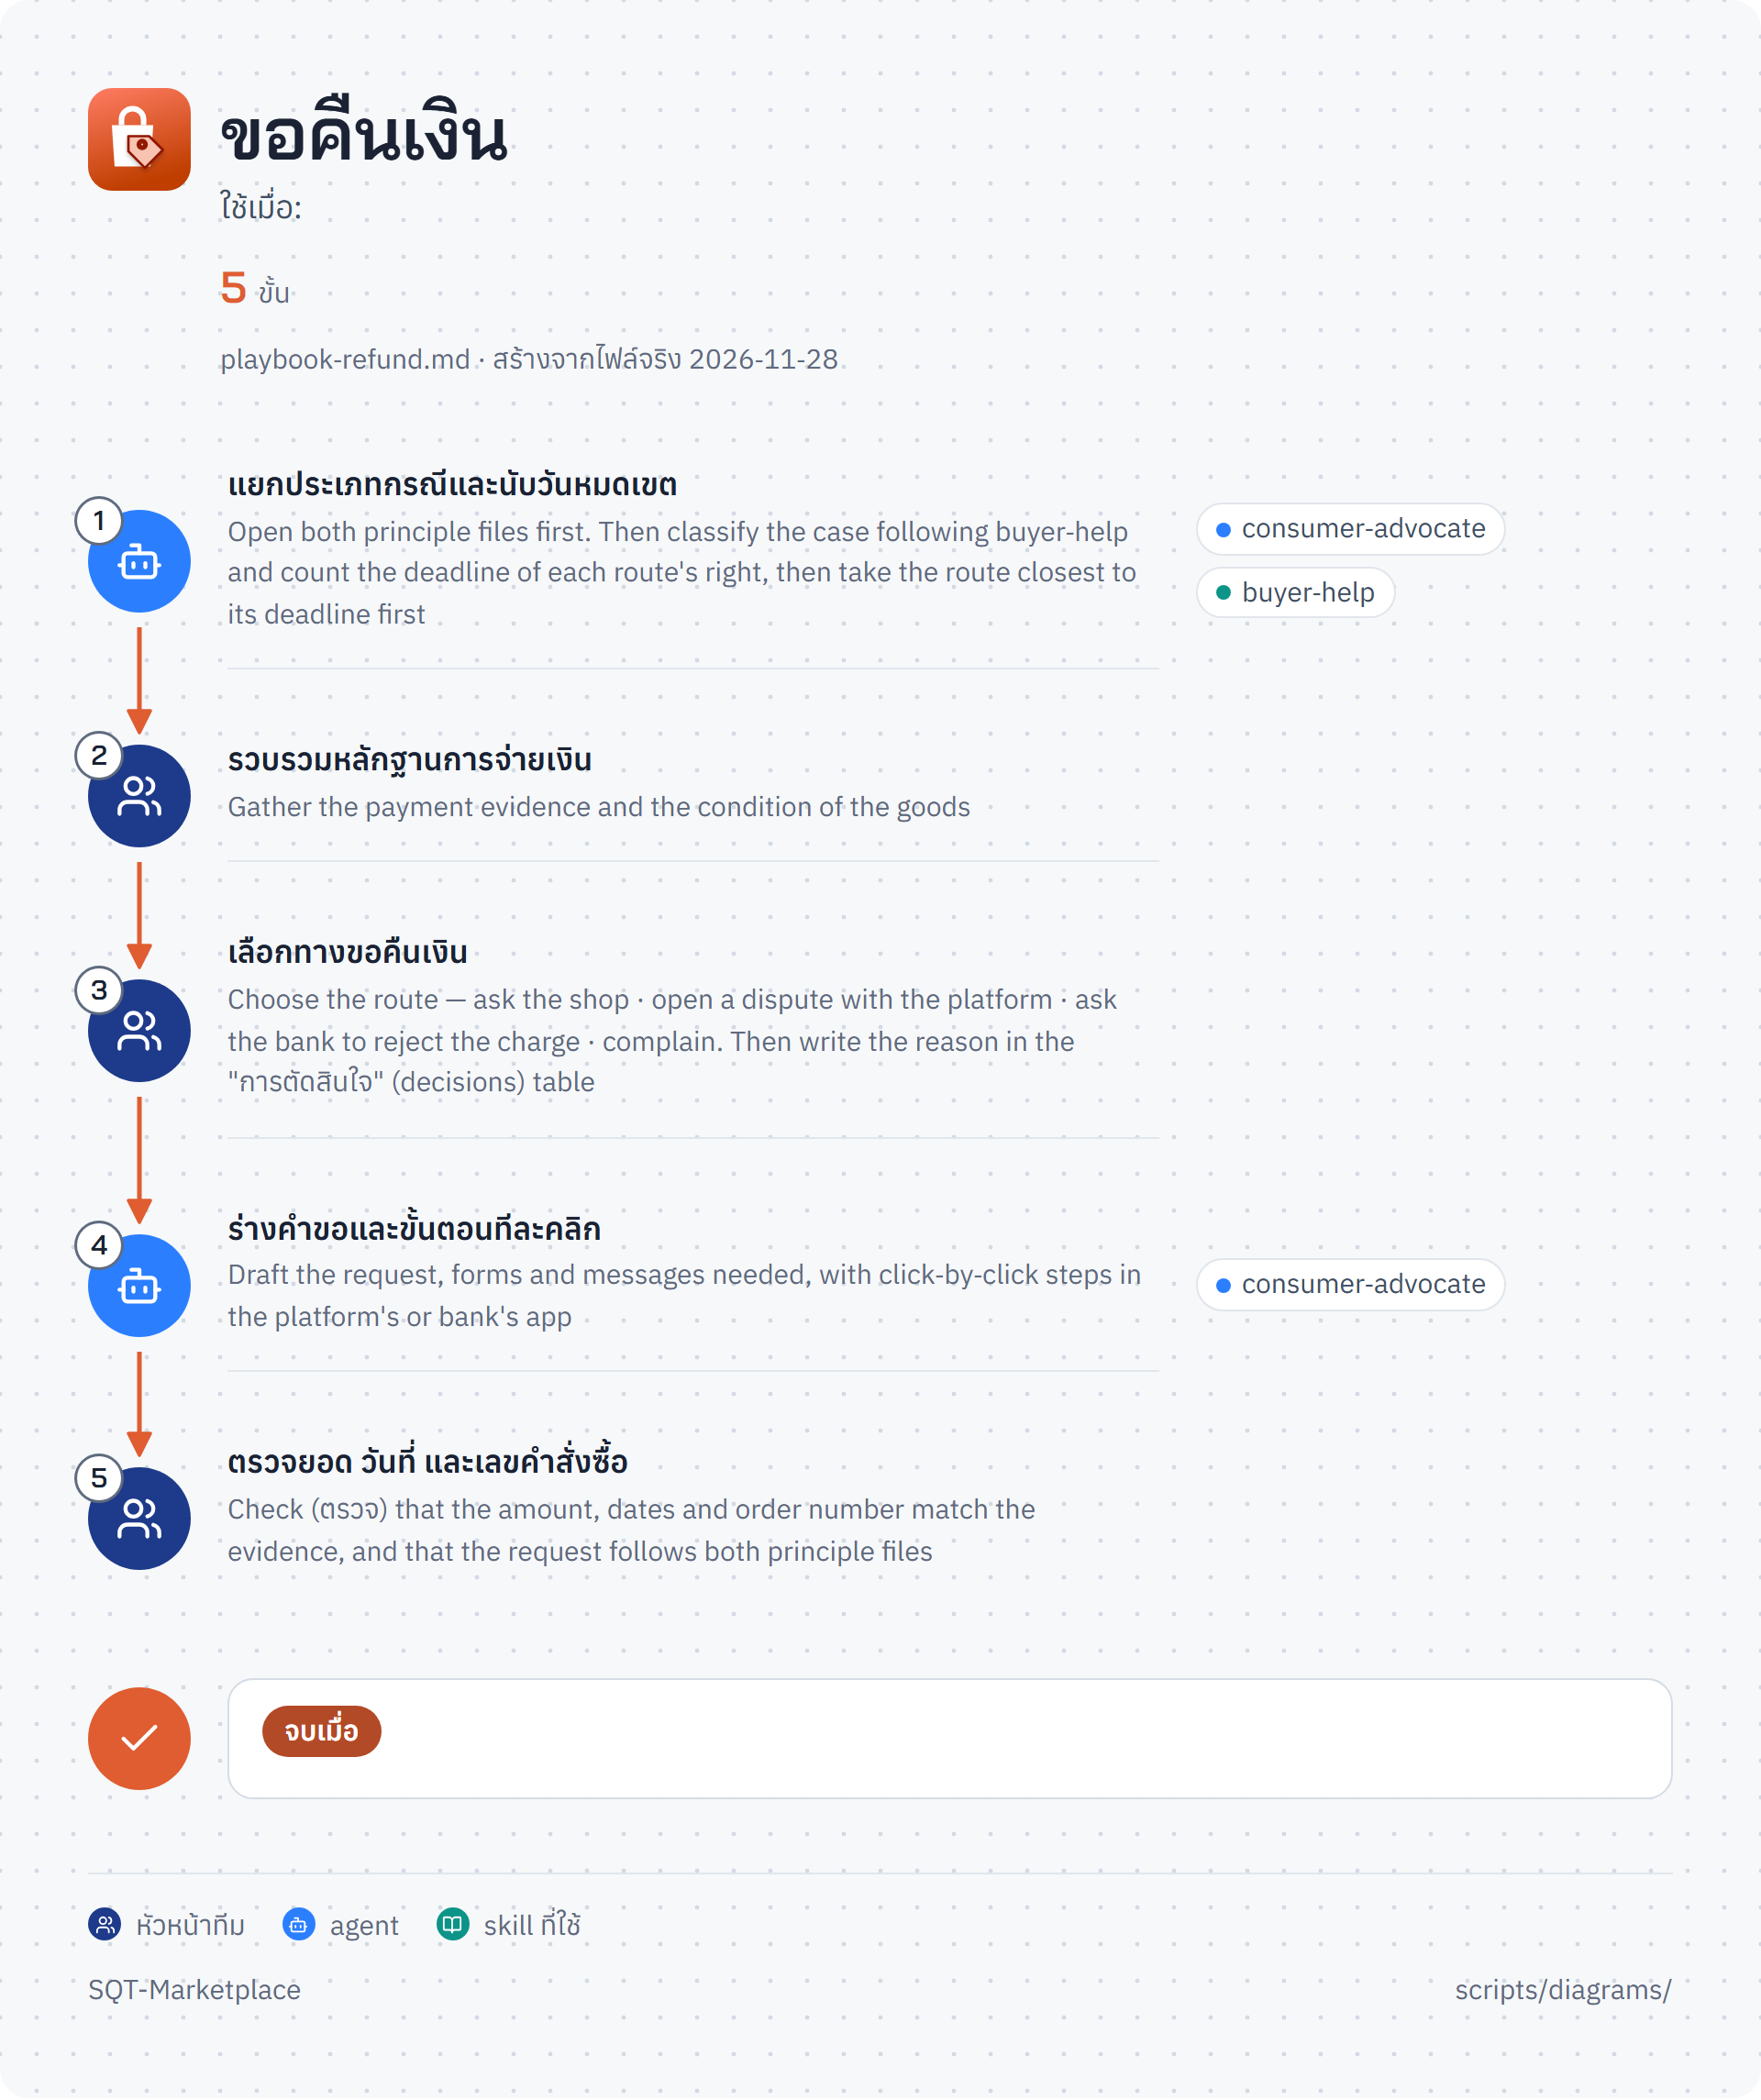 ขอคืนเงิน
ใช้เมื่อ:
5 ขั้น
playbook-refund.md · สร้างจากไฟล์จริง 2026-11-28
1
แยกประเภทกรณีและนับวันหมดเขต
Open both principle files first. Then classify the case following buyer-help
and count the deadline of each route's right, then take the route closest to
its deadline first
consumer-advocate
buyer-help
2
รวบรวมหลักฐานการจ่ายเงิน
Gather the payment evidence and the condition of the goods
3
เลือกทางขอคืนเงิน
Choose the route — ask the shop · open a dispute with the platform · ask
the bank to reject the charge · complain. Then write the reason in the
"การตัดสินใจ" (decisions) table
4
ร่างคำขอและขั้นตอนทีละคลิก
Draft the request, forms and messages needed, with click-by-click steps in
the platform's or bank's app
consumer-advocate
5
ตรวจยอด วันที่ และเลขคำสั่งซื้อ
Check (ตรวจ) that the amount, dates and order number match the
evidence, and that the request follows both principle files
จบเมื่อ
หัวหน้าทีม agent skill ที่ใช้
SQT-Marketplace scripts/diagrams/